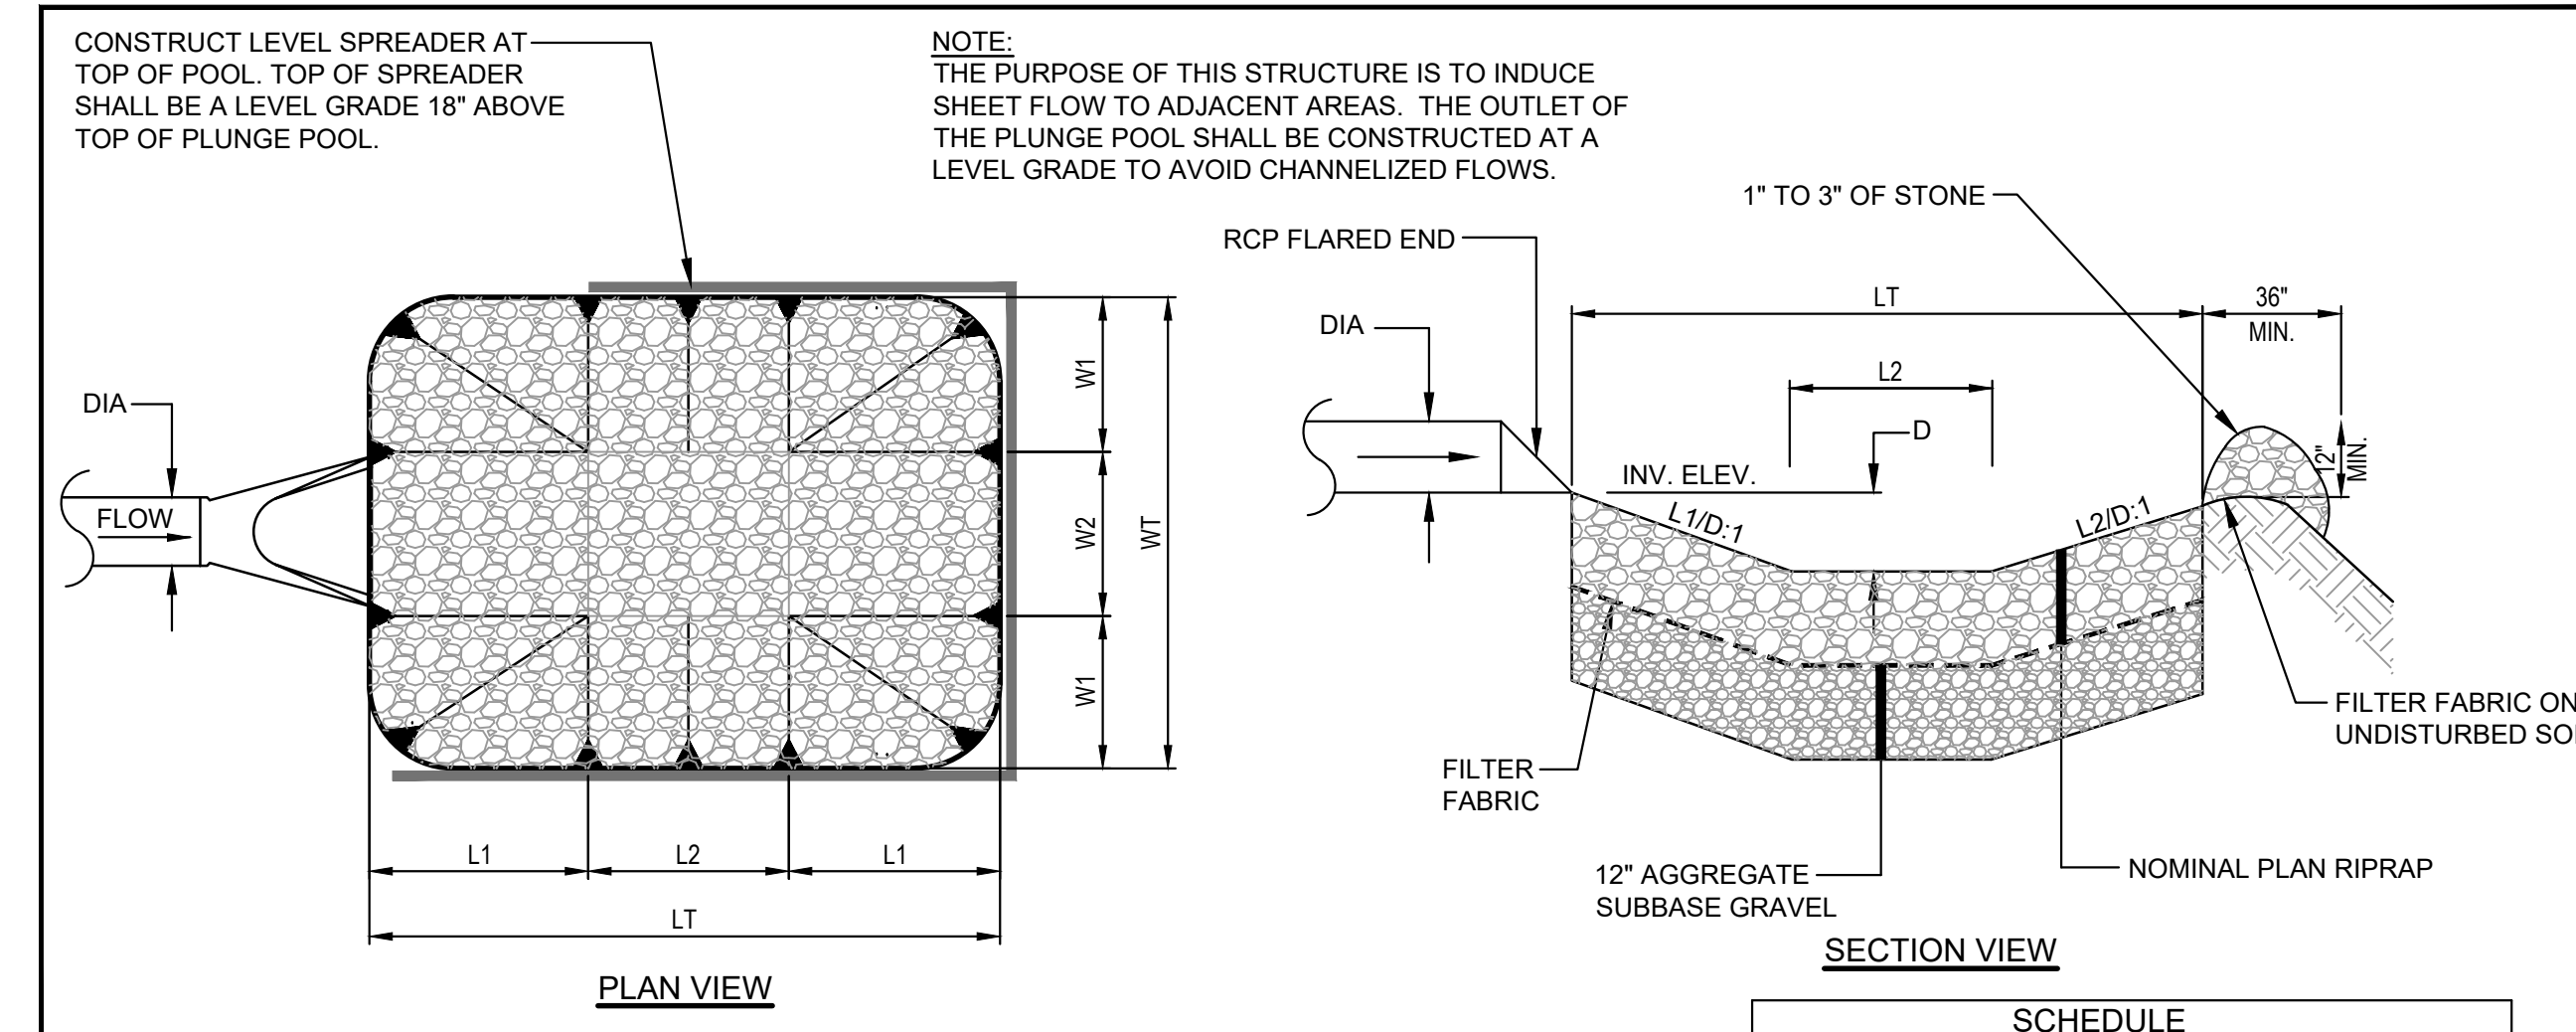 CONSTRUCT LEVEL SPREADER AT
TOP OF POOL. TOP OF SPREADER
SHALL BE A LEVEL GRADE 18" ABOVE
TOP OF PLUNGE POOL.
NOTE:
THE PURPOSE OF THIS STRUCTURE IS TO INDUCE
SHEET FLOW TO ADJACENT AREAS. THE OUTLET OF
THE PLUNGE POOL SHALL BE CONSTRUCTED AT A
LEVEL GRADE TO AVOID CHANNELIZED FLOWS.
DIA
FLOW
W1
W2
W1
WT
L1
L2
L1
LT
PLAN VIEW
1" TO 3" OF STONE
RCP FLARED END
DIA
LT
36"
MIN.
L2
D
12"
MIN.
INV. ELEV.
L1/D:1
L2/D:1
FILTER
FABRIC
FILTER FABRIC ON
UNDISTURBED
12" AGGREGATE
SUBBASE GRAVEL
NOMINAL PLAN RIPRAP
SECTION VIEW
SCHEDULE